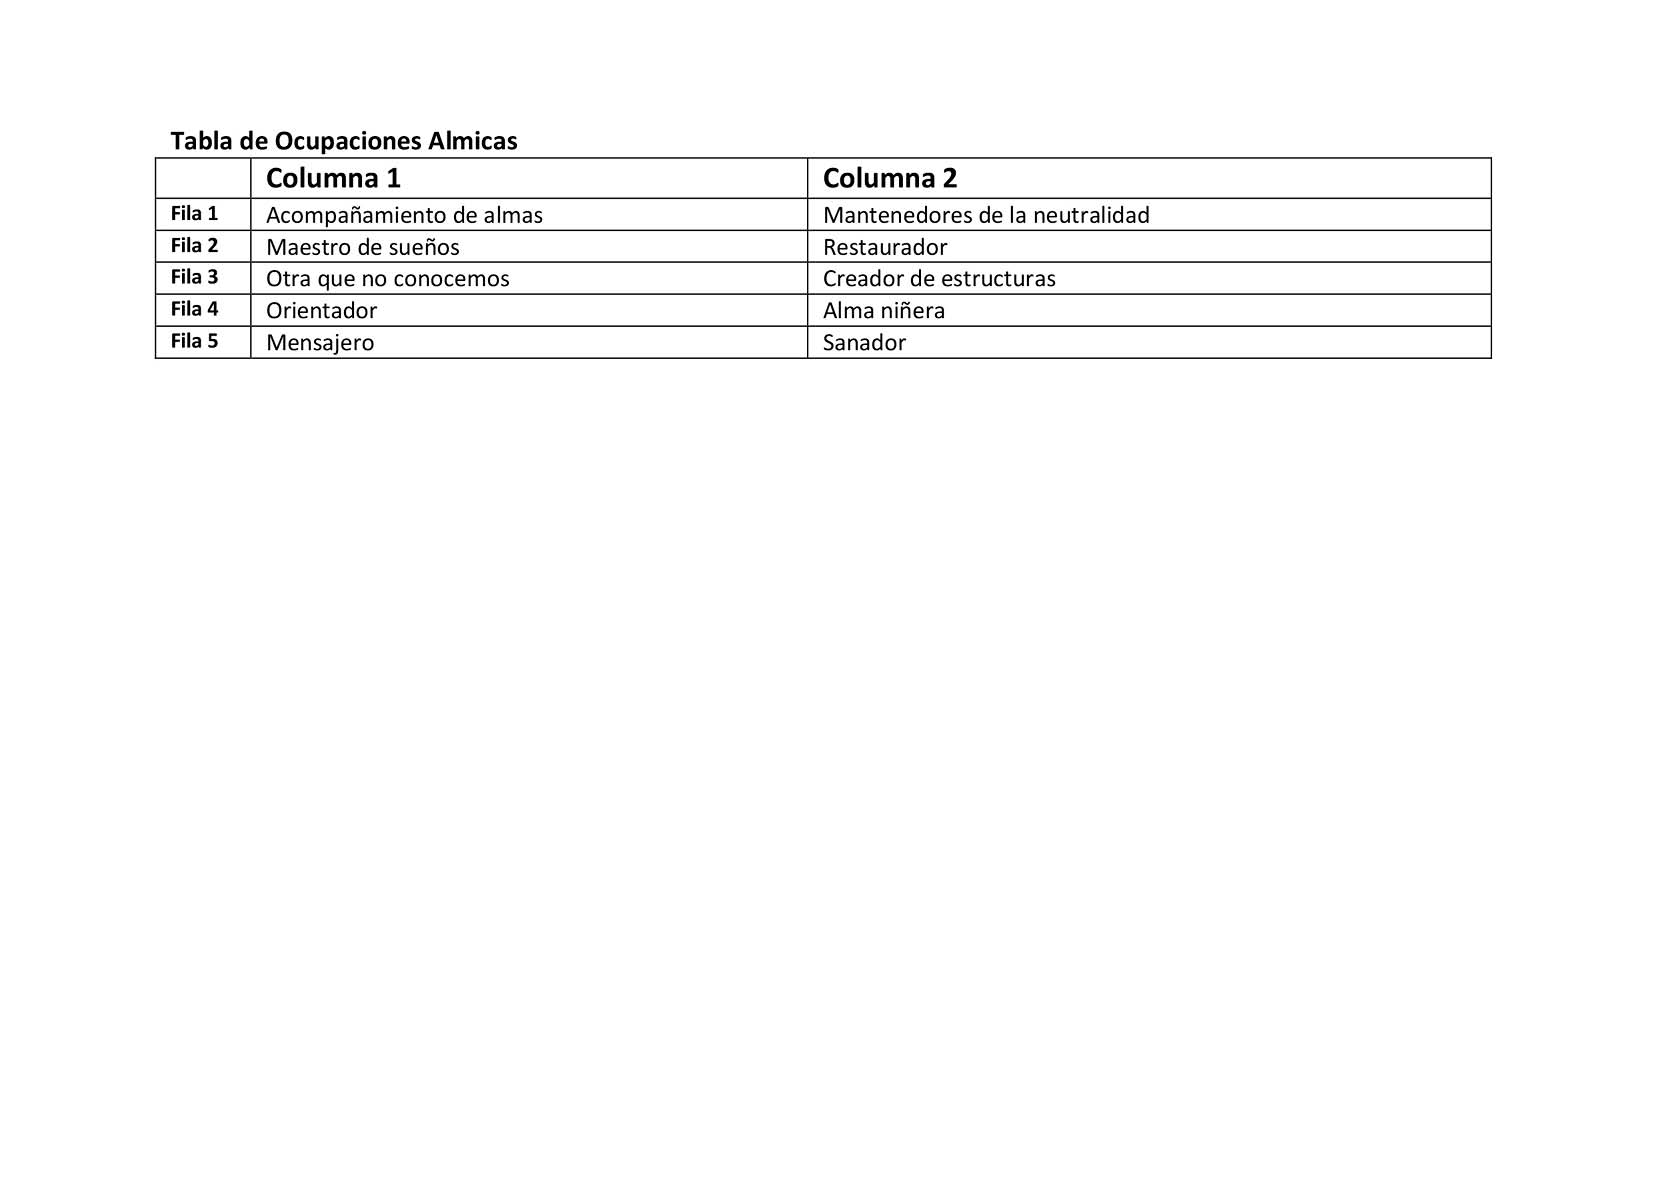 Tabla de Ocupaciones Almicas
Columna 1 Columna 2
Fila 1 Acompañamiento de almas Mantenedores de la neutralidad
Fila 2 Maestro de sueños Restaurador
Fila 3 Otra que no conocemos Creador de estructuras
Fila 4 Orientador Alma niñera
Fila 5 Mensajero Sanador